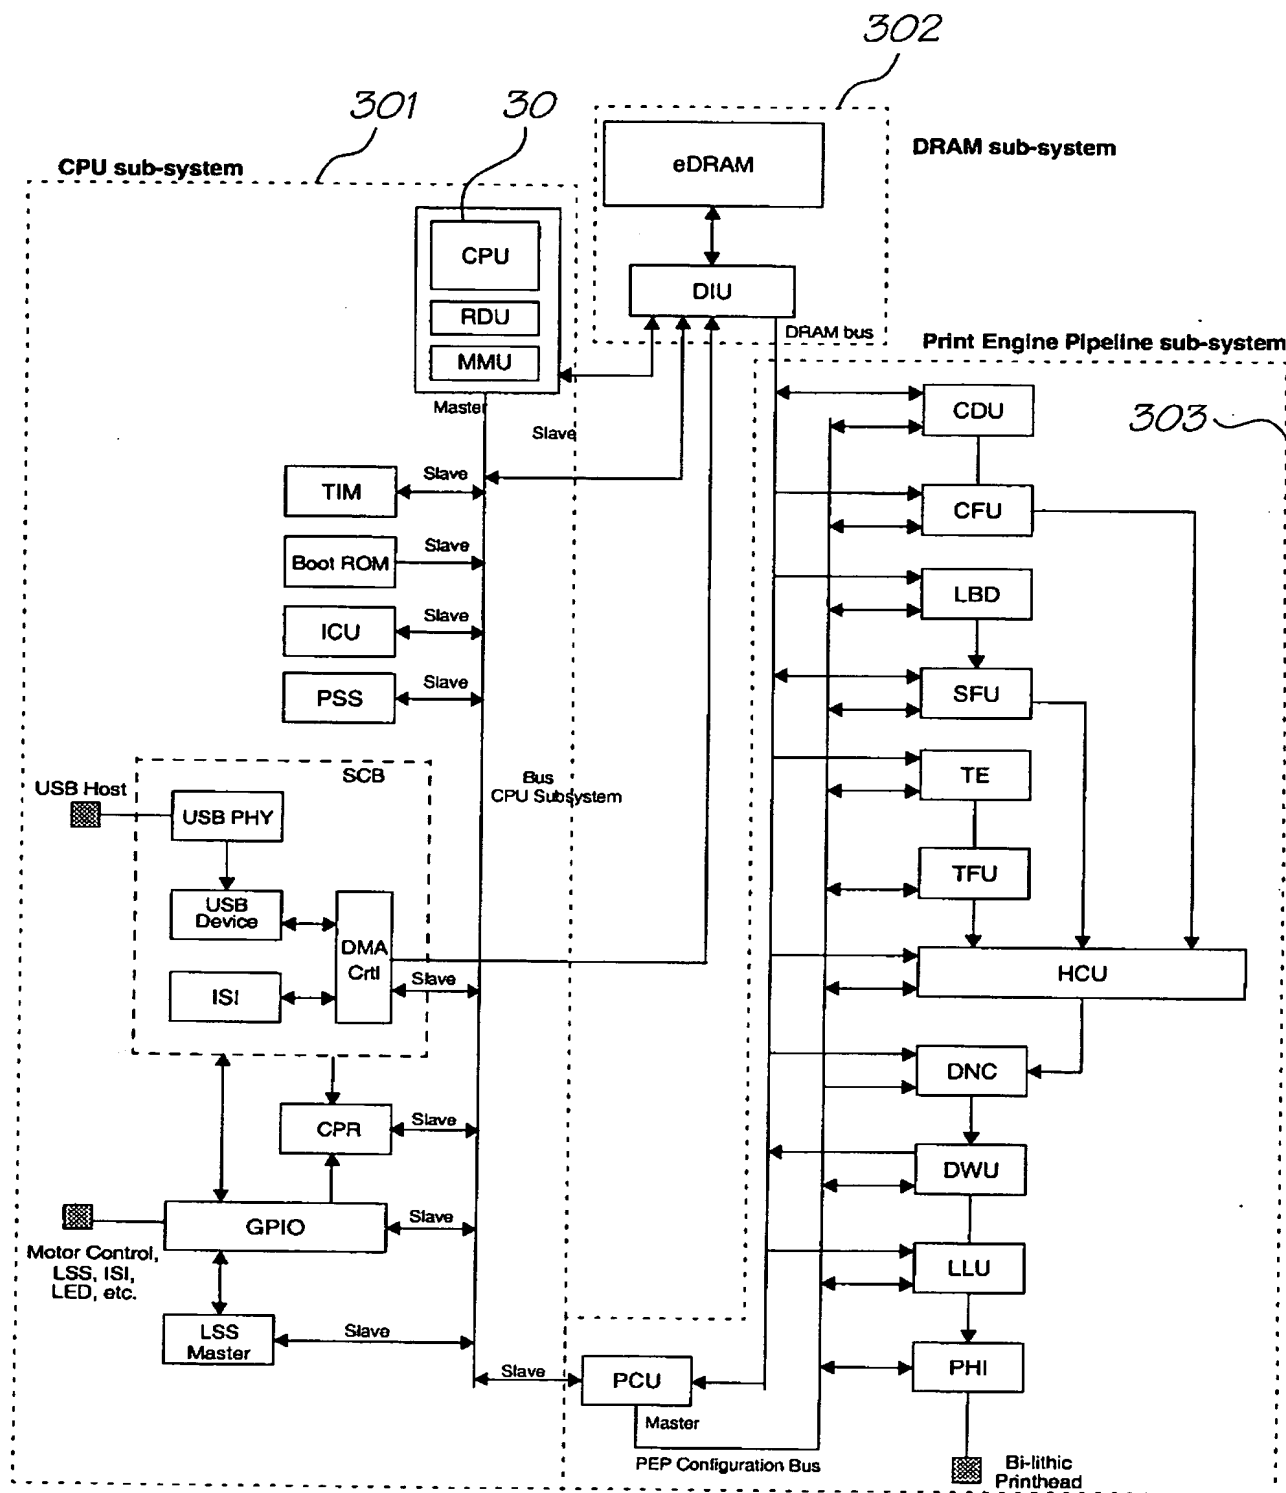 302
301
30
CPU sub-system
DRAM sub-system
eDRAM
CPU
RDU
MMU
DIU
DRAM bus
Print Engine Pipeline sub-system
Master
Slave
303
CDU
TIM
Slave
CFU
Boot ROM
Slave
LBD
ICU
Slave
PSS
Slave
SFU
SCB
Bus
CPU Subsystem
TE
USB Host
USB PHY
TFU
USB
Device
DMA
Crtl
Slave
ISI
HCU
DNC
CPR
Slave
DWU
GPIO
Slave
Motor Control,
LSS, ISI,
LED, etc.
LLU
LSS
Master
Slave
Slave
PCU
PHI
Master
PEP Configuration Bus
Bi-lithic
Printhead